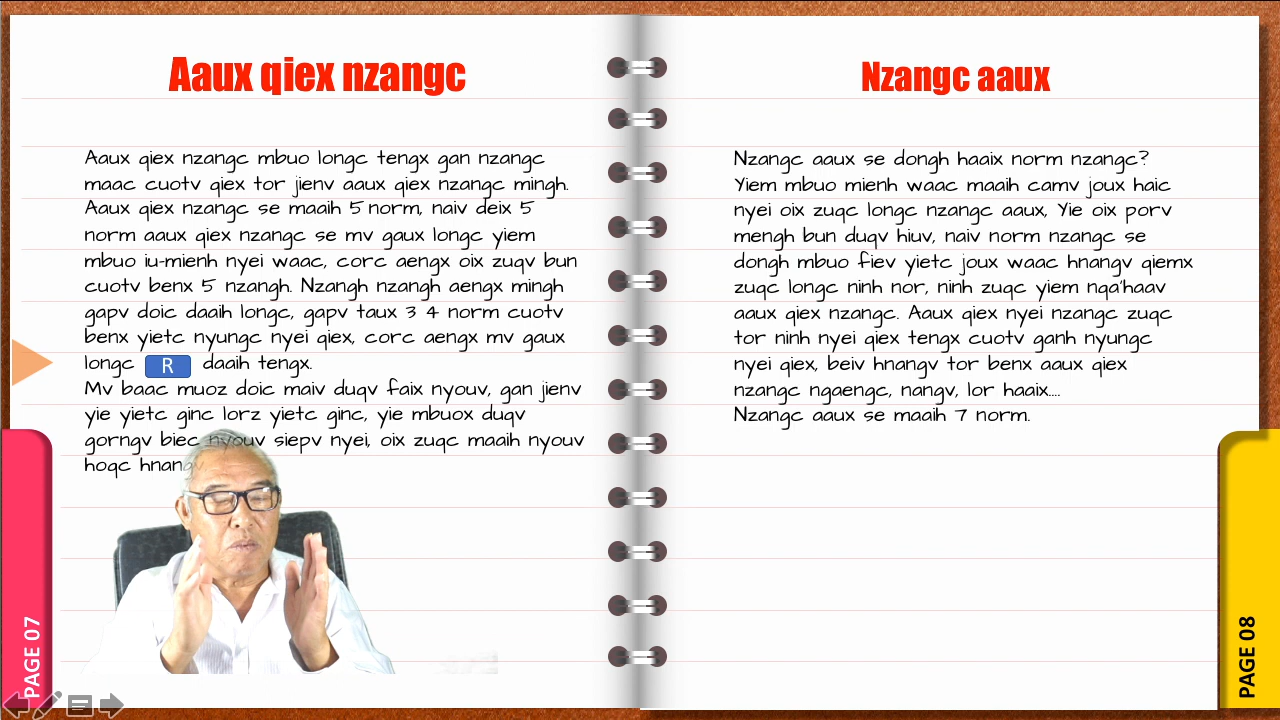 Aaux qiex nzangc
Aaux qiex nzangc mbuo longc tengx gan nzangc
maac cuotv qiex tor jienv aaux qiex nzangc mingh.
Aaux qiex nzangc se maaih 5 norm, naiv deix 5
norm aaux qiex nzangc se mv gaux longc yiem
mbuo iu-mienh nyei waac, corc aengx oix zuqv bun
cuotv benx 5 nzangh. Nzangh nzangh aengx mingh
gapv doic daaih longc, gapv taux 3 4 norm cuotv
benx yietc nyungc nyei qiex, corc aengx mv gaux
longc R daaih tengx.
Mv baac muoz doic maiv duqv faix nyouv, gan jienv
yie yietc ginc lorz yietc ginc, yie mbuox duqv
gorngv biec nyouv siepv nyei, oix zuqc maaih nyouv
hoqc
PAGE 07
Nzangc aaux
Nzangc aaux se dongh haaix norm nzangc?
Yiem mbuo mienh waac maaih camv joux haic
nyei oix zuqc longc nzangc aaux, Yie oix porv
mengh bun duqv hiuv, naiv norm nzangc se
dongh mbuo fiev yietc joux waac hnangv qiemx
zuqc longc ninh nor, ninh zuqc yiem nqa'haav
aaux qiex nzangc. Aaux qiex nyei nzangc zuqc
tor ninh nyei qiex tengx cuotv ganh nyungc
nyei qiex, beiv hnangv tor benx aaux qiex
nzangc ngaengc, nangv, lor haaix....
Nzangc aaux se maaih 7 norm.
PAGE 08